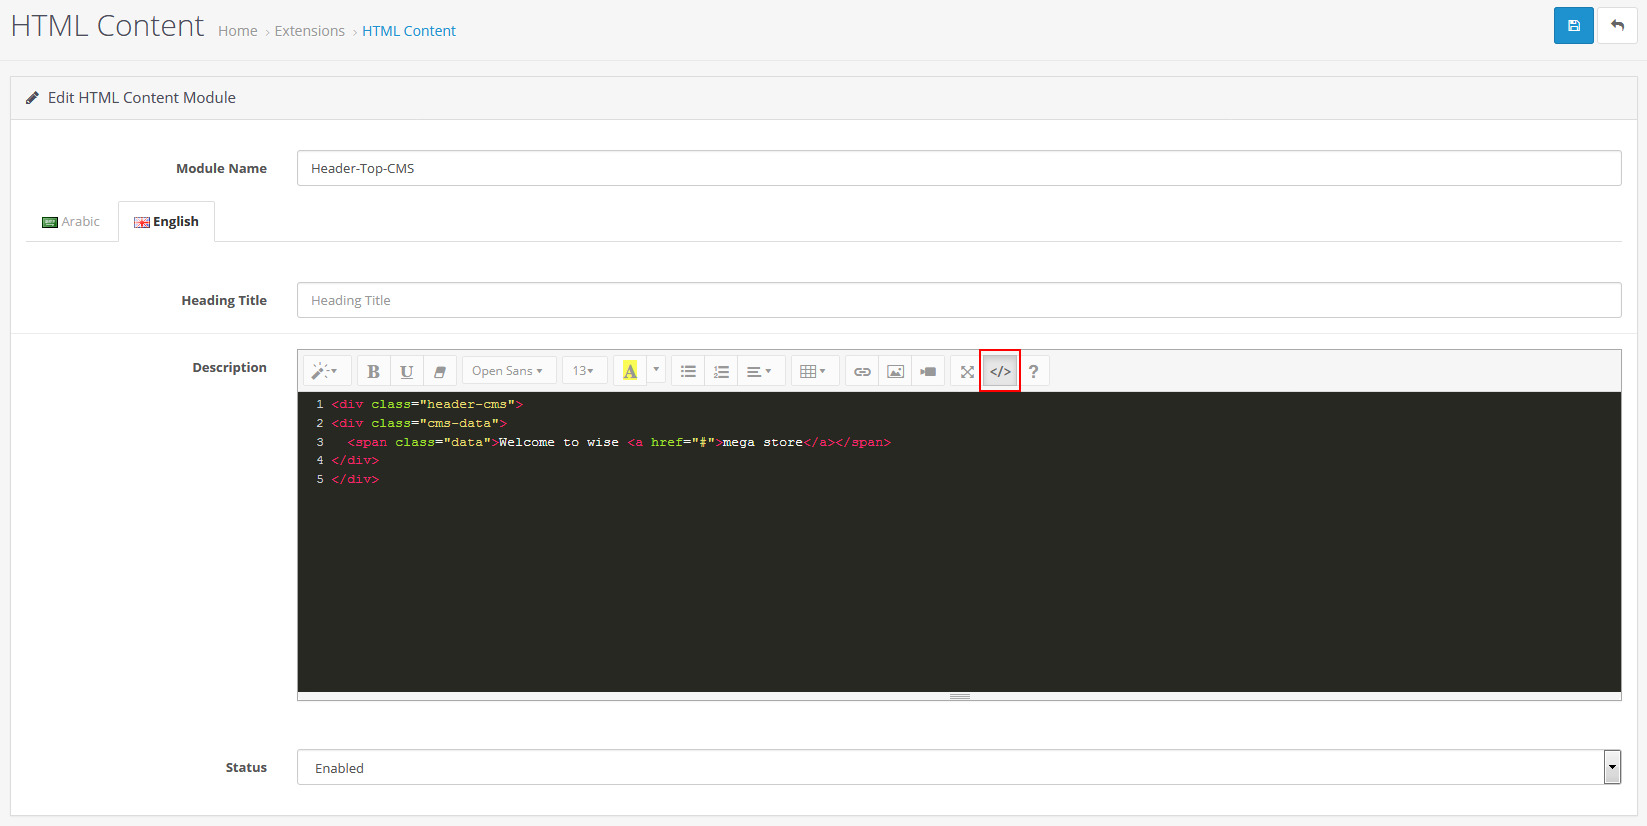 HTML Content Home › Extensions › HTML Content
Edit HTML Content Module
Module Name Header-Top-CMS
Arabic English
Heading Title Heading Title
Description B U Open Sans 13 A </> ?
1 <div class="header-cms">
2 <div class="cms-data">
3 <span class="data">Welcome to wise <a href="#">mega store</a></span>
4 </div>
5 </div>
Status Enabled